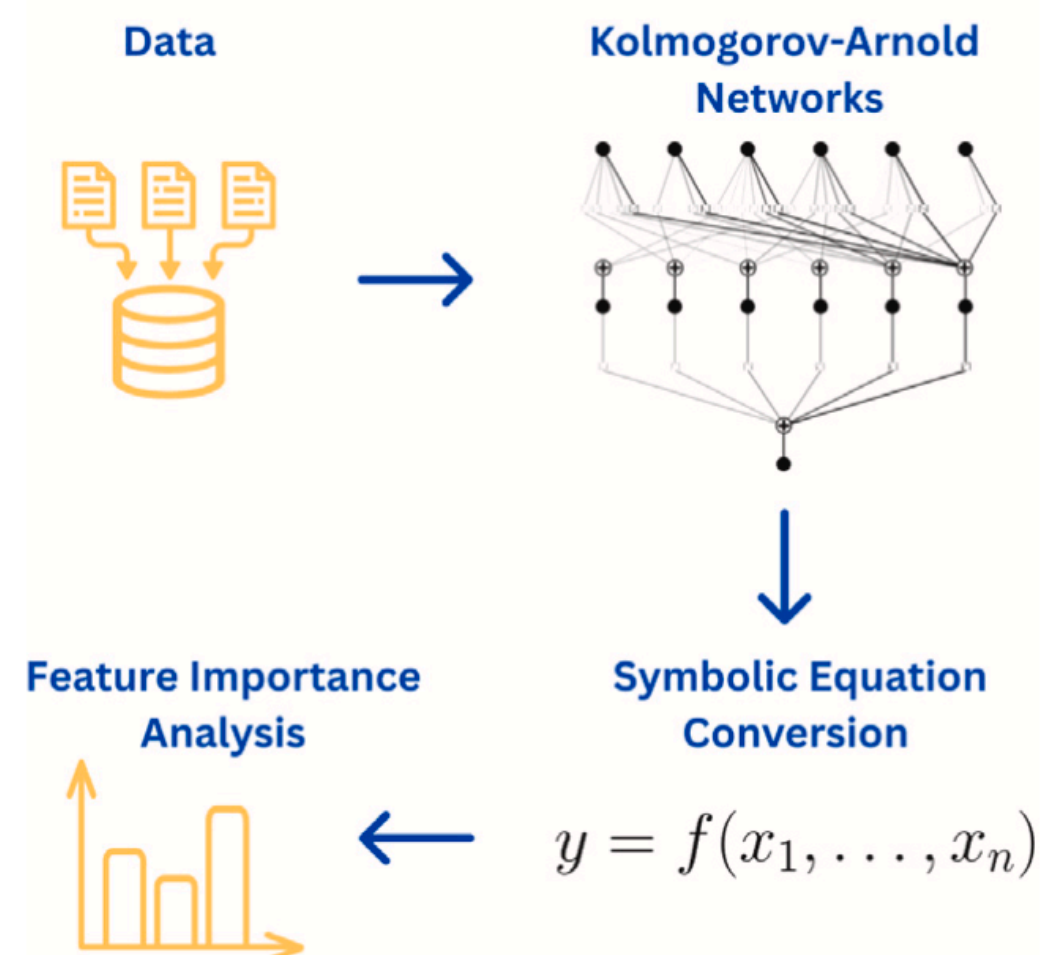 Data
Kolmogorov-Arnold
Networks
Symbolic Equation
Conversion
y = f(x₁, . . . , xₙ)
Feature Importance
Analysis